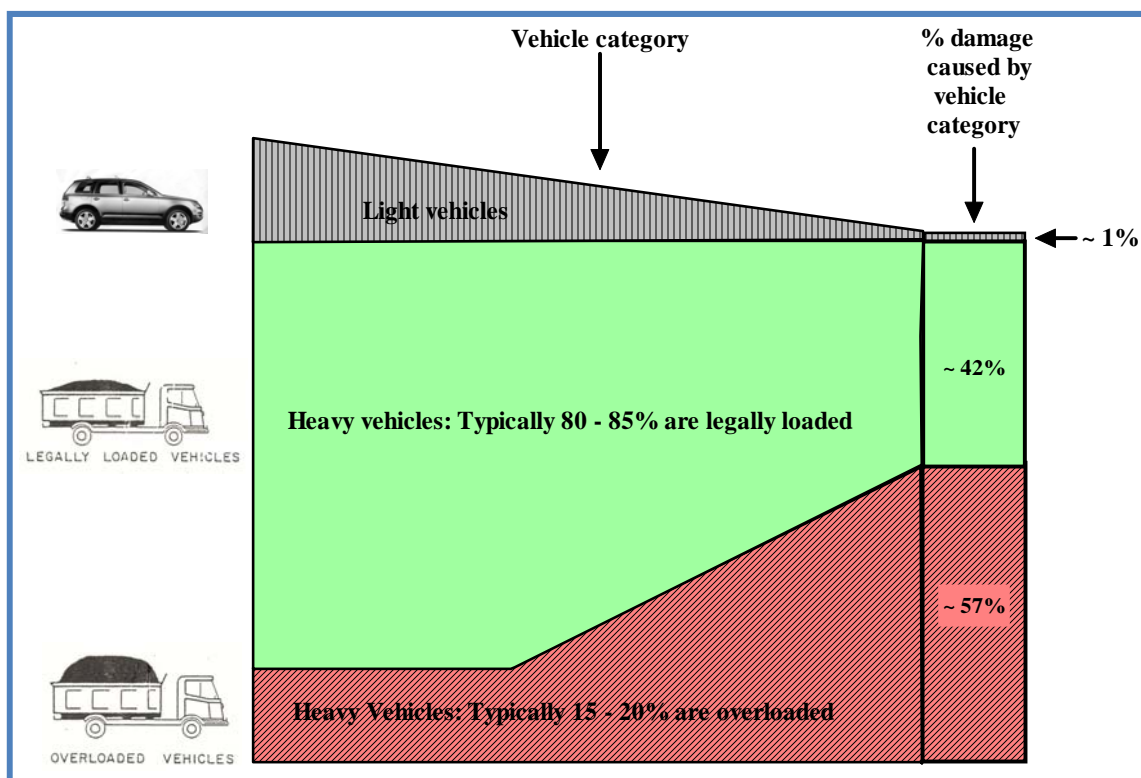 Vehicle category
% damage
caused by
vehicle
category
Light vehicles
~ 1%
~ 42%
Heavy vehicles: Typically 80 - 85% are legally loaded
LEGALLY LOADED VEHICLES
~ 57%
Heavy Vehicles: Typically 15 - 20% are overloaded
OVERLOADED VEHICLES